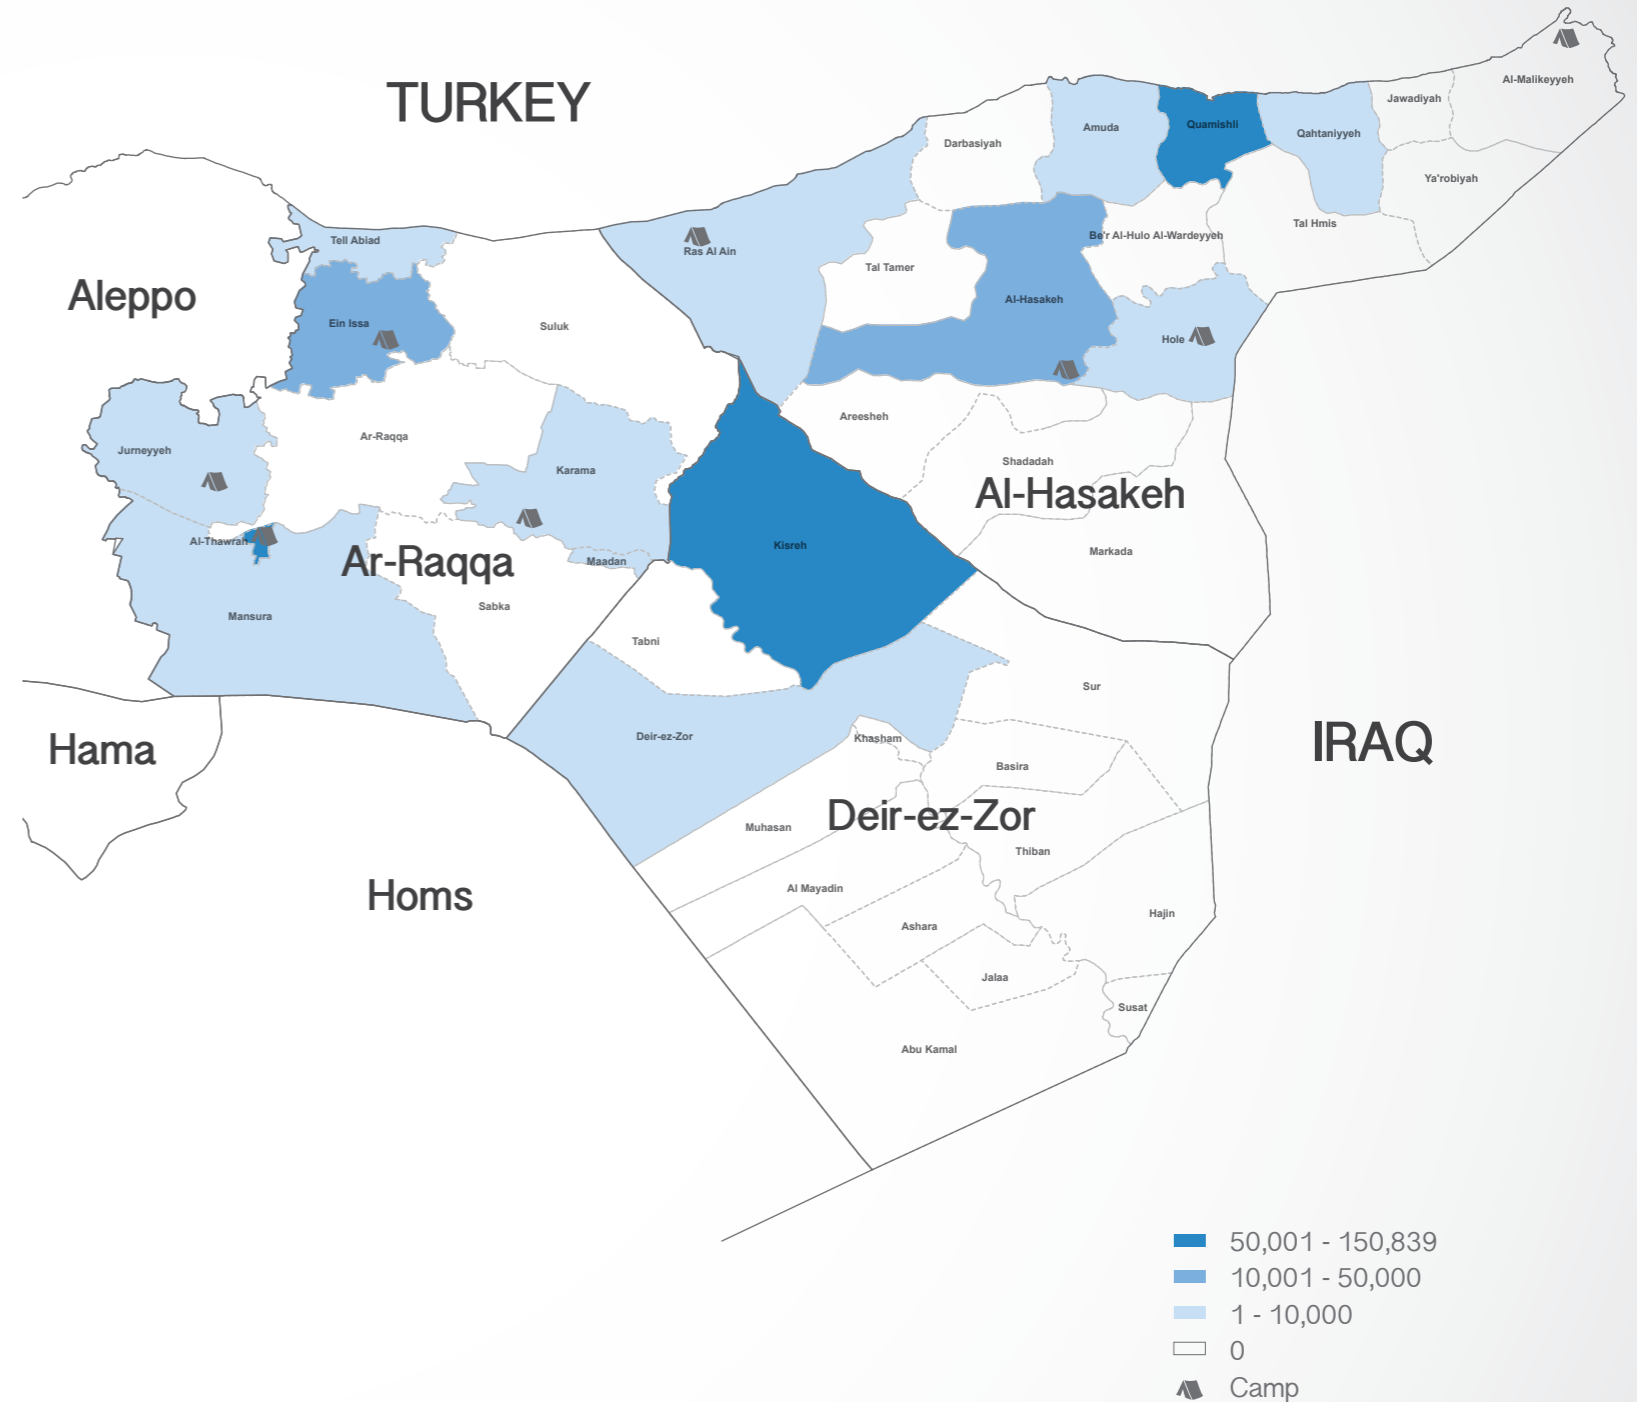 Al-Malikeyyeh
TURKEY
Jawadiyah
Amuda
Quamishli
Qahtaniyyeh
Darbasiyah
Ya'robiyah
Tal Hmis
Be'r Al-Hulo Al-Wardeyyeh
Tell Abiad
Ras Al Ain
Tal Tamer
Aleppo
Al-Hasakeh
Ein Issa
Suluk
Hole
Areesheh
Ar-Raqqa
Jurneyyeh
Shadadah
Karama
Al-Hasakeh
Al-Thawrah
Kisreh
Markada
Ar-Raqqa
Maadan
Sabka
Mansura
Tabni
Sur
Deir-ez-Zor
Khasham
IRAQ
Hama
Basira
Deir-ez-Zor
Muhasan
Thiban
Al Mayadin
Homs
Hajin
Ashara
Jalaa
Susat
Abu Kamal
50,001 - 150,839
10,001 - 50,000
1 - 10,000
0
Camp